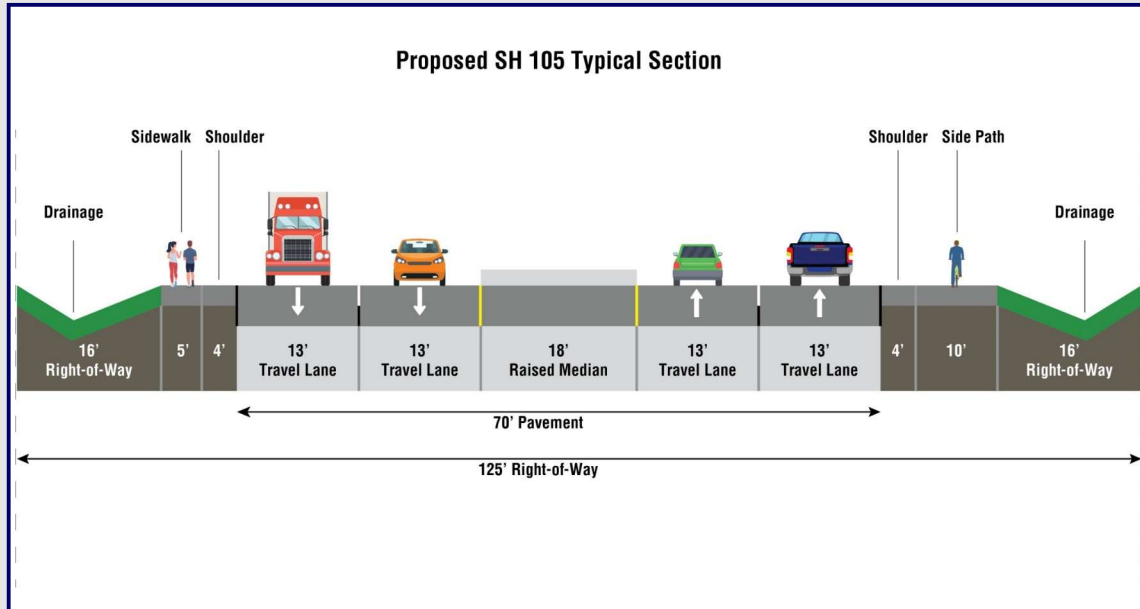 Proposed SH 105 Typical Section
Sidewalk
Shoulder
Shoulder
Side Path
Drainage
Drainage
16'
Right-of-Way
5'
4'
13'
Travel Lane
13'
Travel Lane
18'
Raised Median
13'
Travel Lane
13'
Travel Lane
4'
10'
16'
Right-of-Way
70' Pavement
125' Right-of-Way